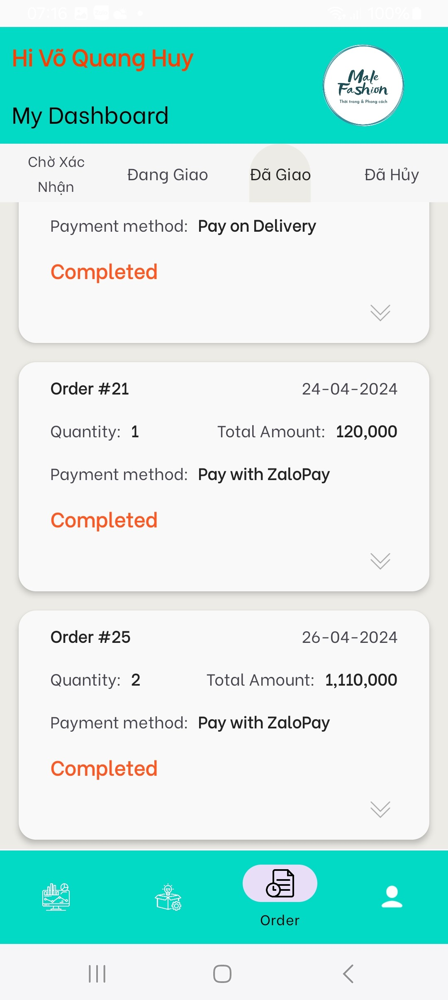 07:16
100%
Hi Võ Quang Huy
My Dashboard
Male
Fashion
Thời trang & Phong cách
Chờ Xác
Nhận
Đang Giao
Đã Giao
Đã Hủy
Payment method: Pay on Delivery
Completed
Order #21 24-04-2024
Quantity: 1 Total Amount: 120,000
Payment method: Pay with ZaloPay
Completed
Order #25 26-04-2024
Quantity: 2 Total Amount: 1,110,000
Payment method: Pay with ZaloPay
Completed
Order